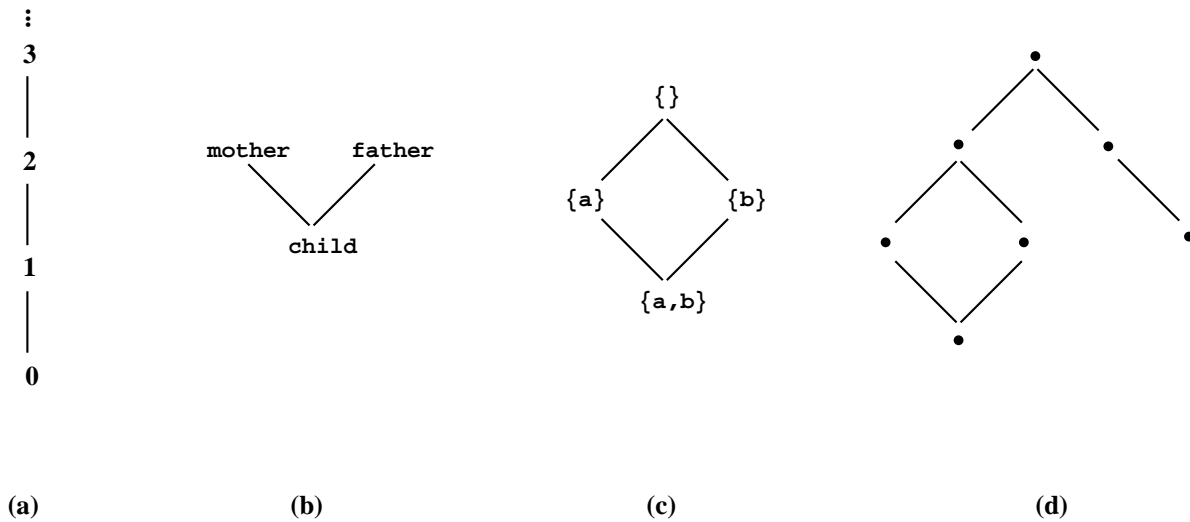 ⋮
3
2
1
0
(a)
mother father
child
(b)
{}
{a} {b}
{a,b}
(c)
(d)